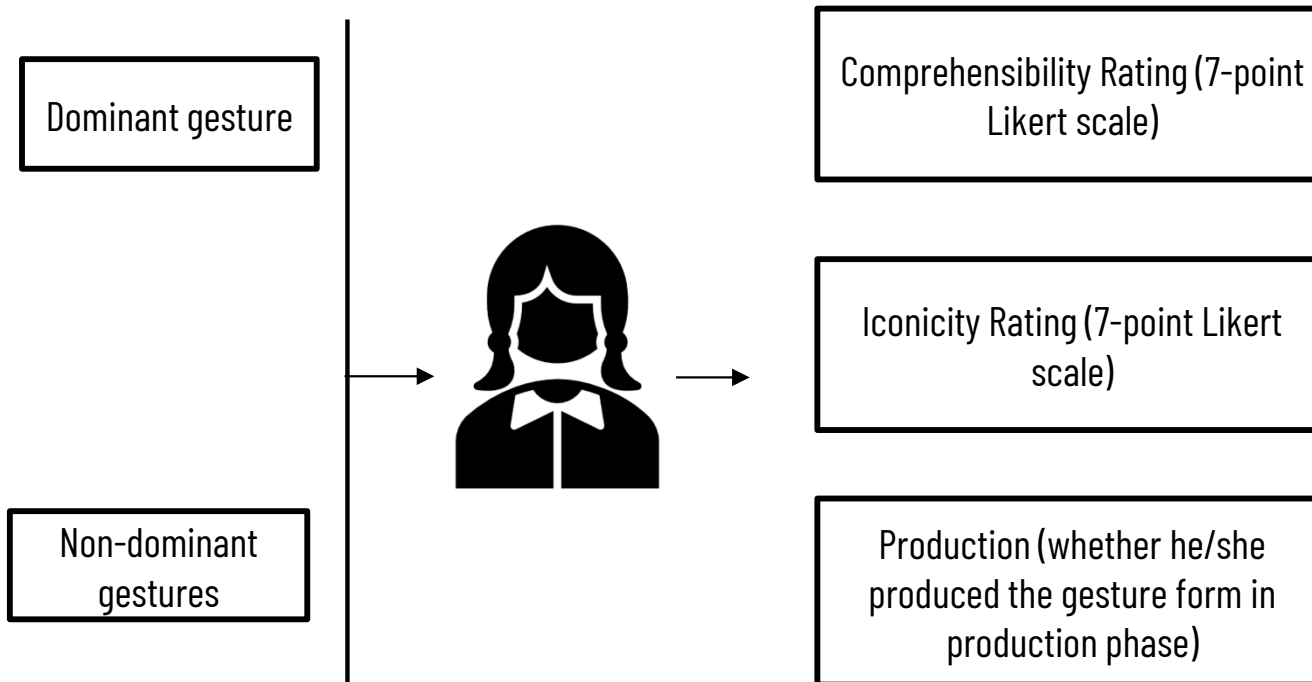 Dominant gesture
Non-dominant
gestures
Comprehensibility Rating (7-point
Likert scale)
Iconicity Rating (7-point Likert
scale)
Production (whether he/she
produced the gesture form in
production phase)